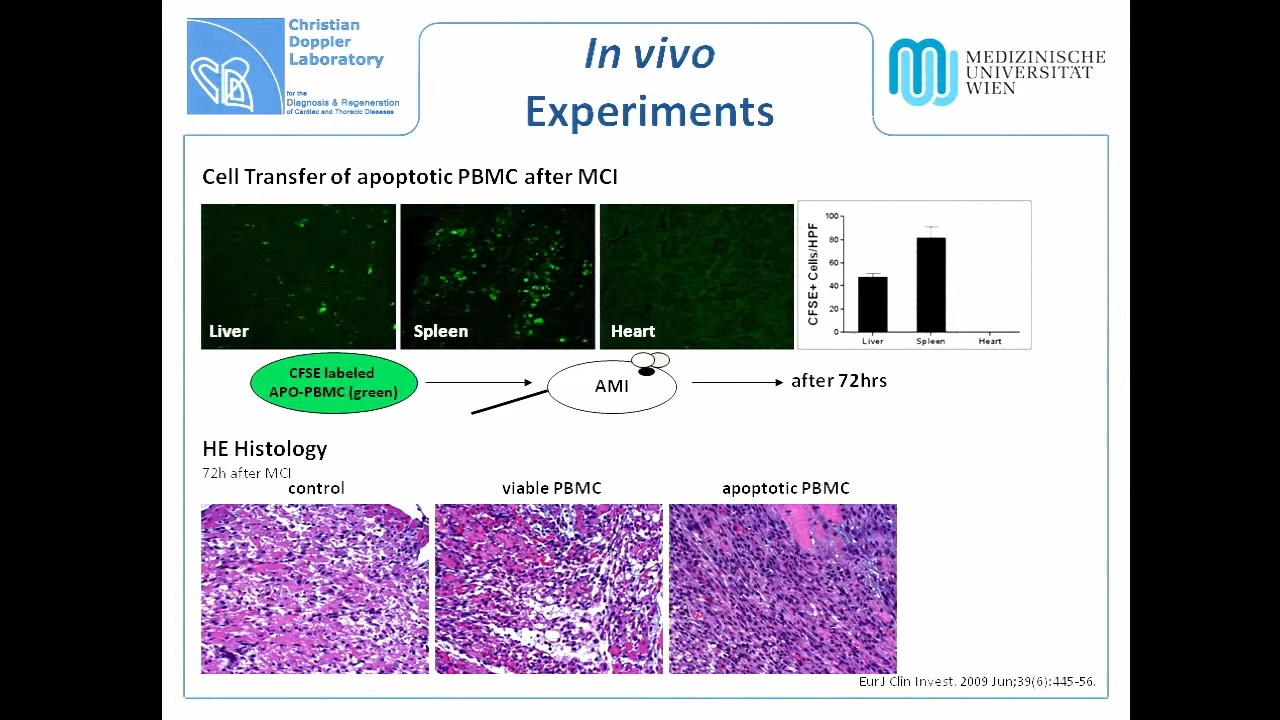 Christian
Doppler
Laboratory
for the
Diagnosis & Regeneration
of Cardiac and Thoracic Diseases
In vivo
Experiments
MEDIZINISCHE
UNIVERSITÄT
WIEN
Cell Transfer of apoptotic PBMC after MCI
Liver
Spleen
Heart
CFSE+ Cells/HPF
100
80
60
40
20
0
Liver Spleen Heart
CFSE labeled
APO-PBMC (green)
AMI
after 72hrs
HE Histology
72h after MCI
control
viable PBMC
apoptotic PBMC
Eur J Clin Invest. 2009 Jun;39(6):445-56.